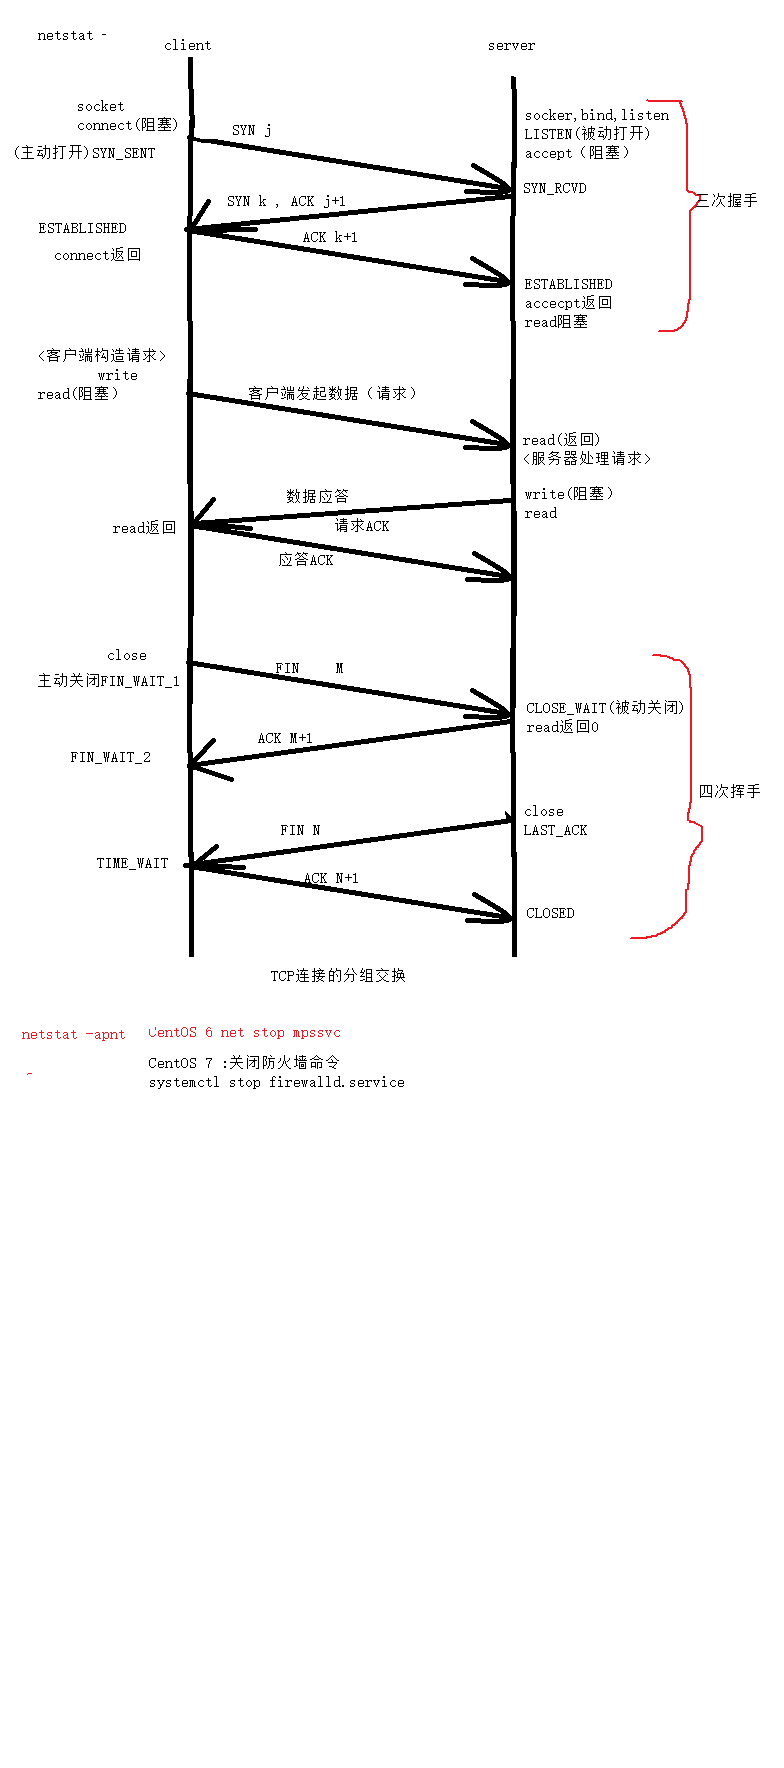 netstat -
client
server
socket
connect(阻塞)
(主动打开)SYN_SENT
SYN j
socker,bind,listen
LISTEN(被动打开)
accept（阻塞）
SYN_RCVD
三次握手
SYN k , ACK j+1
ESTABLISHED
connect返回
ACK k+1
ESTABLISHED
accecpt返回
read阻塞
<客户端构造请求>
write
read(阻塞）
客户端发起数据（请求）
read(返回)
<服务器处理请求>
write(阻塞）
read
数据应答
请求ACK
read返回
应答ACK
close
主动关闭FIN_WAIT_1
FIN M
CLOSE_WAIT(被动关闭)
read返回0
ACK M+1
FIN_WAIT_2
四次挥手
close
LAST_ACK
FIN N
TIME_WAIT
ACK N+1
CLOSED
TCP连接的分组交换
netstat -apnt
CentOS 6 net stop mpssvc
CentOS 7 :关闭防火墙命令
systemctl stop firewalld.service